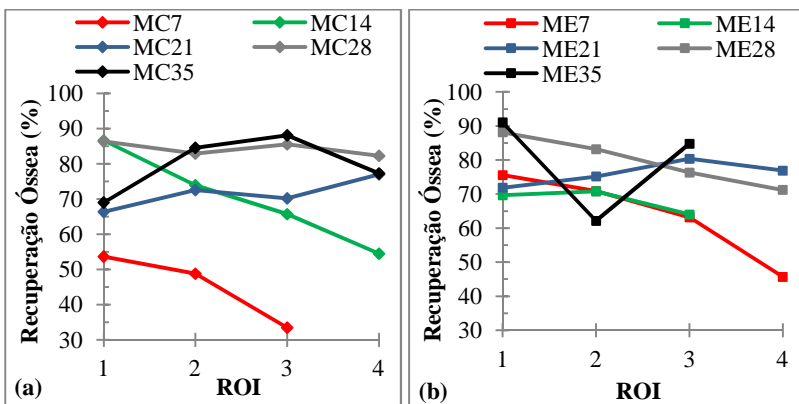 MC7 MC14
MC21 MC28
MC35
100
90
80
70
60
50
40
30
1 2 3 4
Recuperação Óssea (%)
ROI
(a)
ME7 ME14
ME21 ME28
ME35
100
90
80
70
60
50
40
30
1 2 3 4
Recuperação Óssea (%)
ROI
(b)